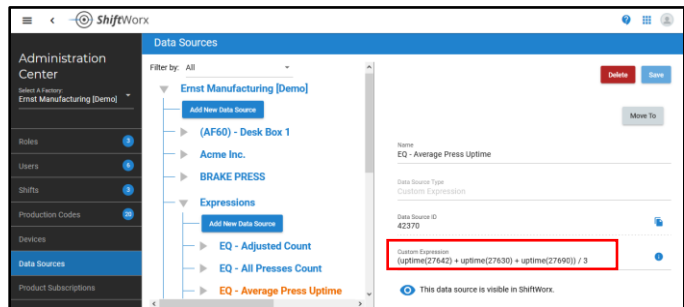 ShiftWorx
Data Sources
Administration
Center
Select A Factory:
Ernst Manufacturing [Demo]
Roles 3
Users 6
Shifts 3
Production Codes 20
Devices
Data Sources
Product Subscriptions
Filter by: All
Ernst Manufacturing [Demo]
Add New Data Source
(AF60) - Desk Box 1
Acme Inc.
BRAKE PRESS
Expressions
Add New Data Source
EQ - Adjusted Count
EQ - All Presses Count
EQ - Average Press Uptime
Delete Save
Move To
Name
EQ - Average Press Uptime
Data Source Type
Custom Expression
Data Source ID
42370
Custom Expression
(uptime(27642) + uptime(27630) + uptime(27690)) / 3
This data source is visible in ShiftWorx.